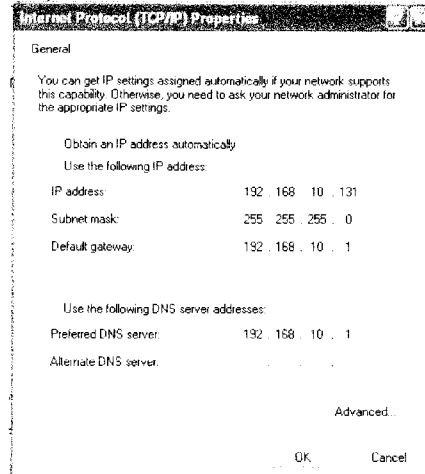 Internet Protocol (TCP/IP) Properties
General
You can get IP settings assigned automatically if your network supports
this capability. Otherwise, you need to ask your network administrator for
the appropriate IP settings.
Obtain an IP address automatically
Use the following IP address:
IP address: 192 . 168 10 . 131
Subnet mask: 255 255 . 255 . 0
Default gateway: 192 . 168 . 10 . 1
Use the following DNS server addresses:
Preferred DNS server: 192 . 168 . 10 . 1
Alternate DNS server. . . .
Advanced...
OK Cancel